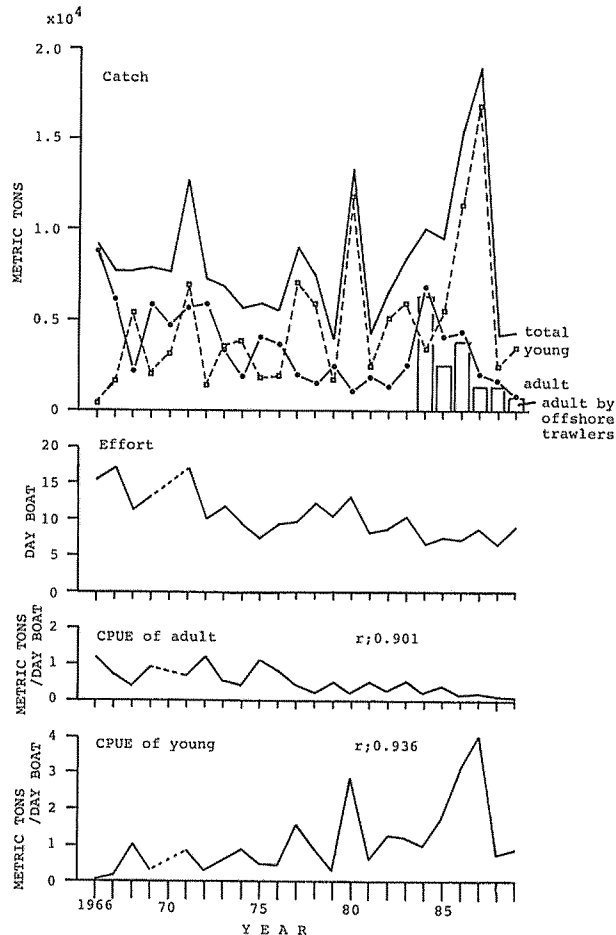 x10⁴
2.0
Catch
1.5
1.0
0.5
0
METRIC TONS
total
young
adult
adult by
offshore
trawlers
20
Effort
15
10
5
0
DAY BOAT
2
CPUE of adult r;0.901
1
0
METRIC TONS
/DAY BOAT
4
CPUE of young r;0.936
3
2
1
0
METRIC TONS
/DAY BOAT
1966 70 75 80 85
YEAR